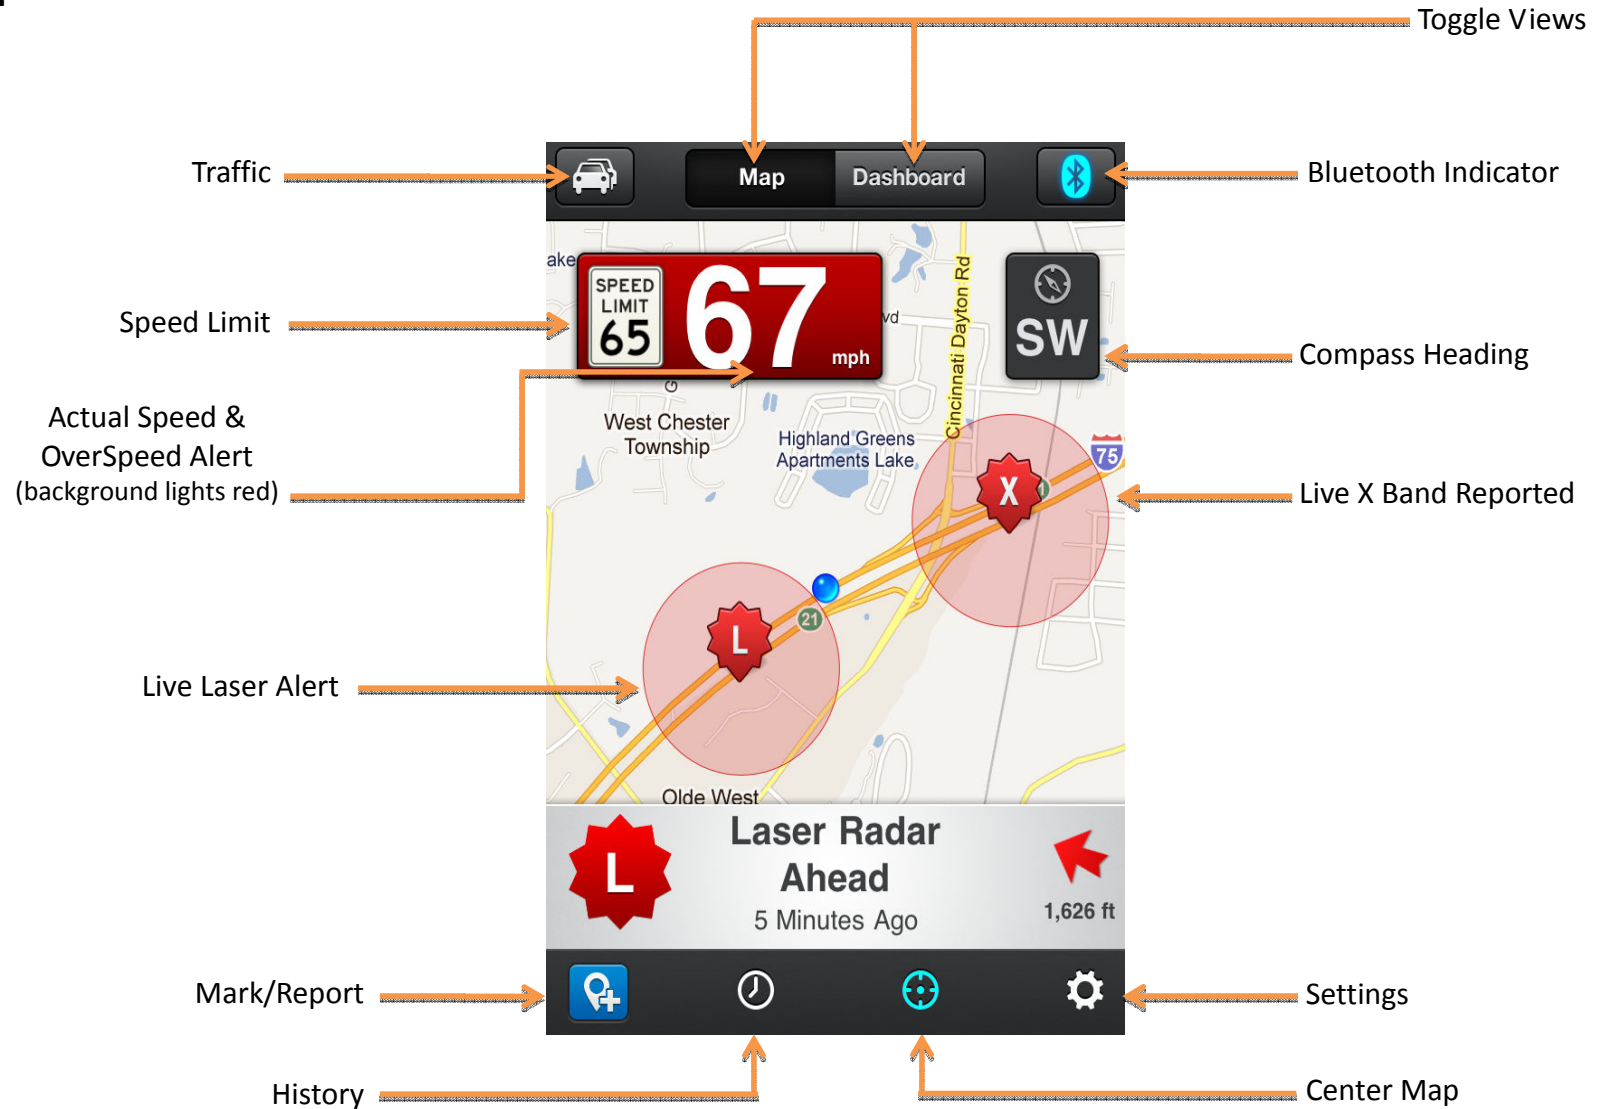 Toggle Views
Traffic
Map
Dashboard
Bluetooth Indicator
ake
SPEED
LIMIT
65
67
mph
vd
Cincinnati Dayton Rd
SW
Speed Limit
Compass Heading
G
Actual Speed &
OverSpeed Alert
(background lights red)
West Chester
Township
Highland Greens
Apartments Lake
75
X
Live X Band Reported
21
L
Live Laser Alert
Olde West
L
Laser Radar
Ahead
5 Minutes Ago
1,626 ft
Mark/Report
Settings
History
Center Map